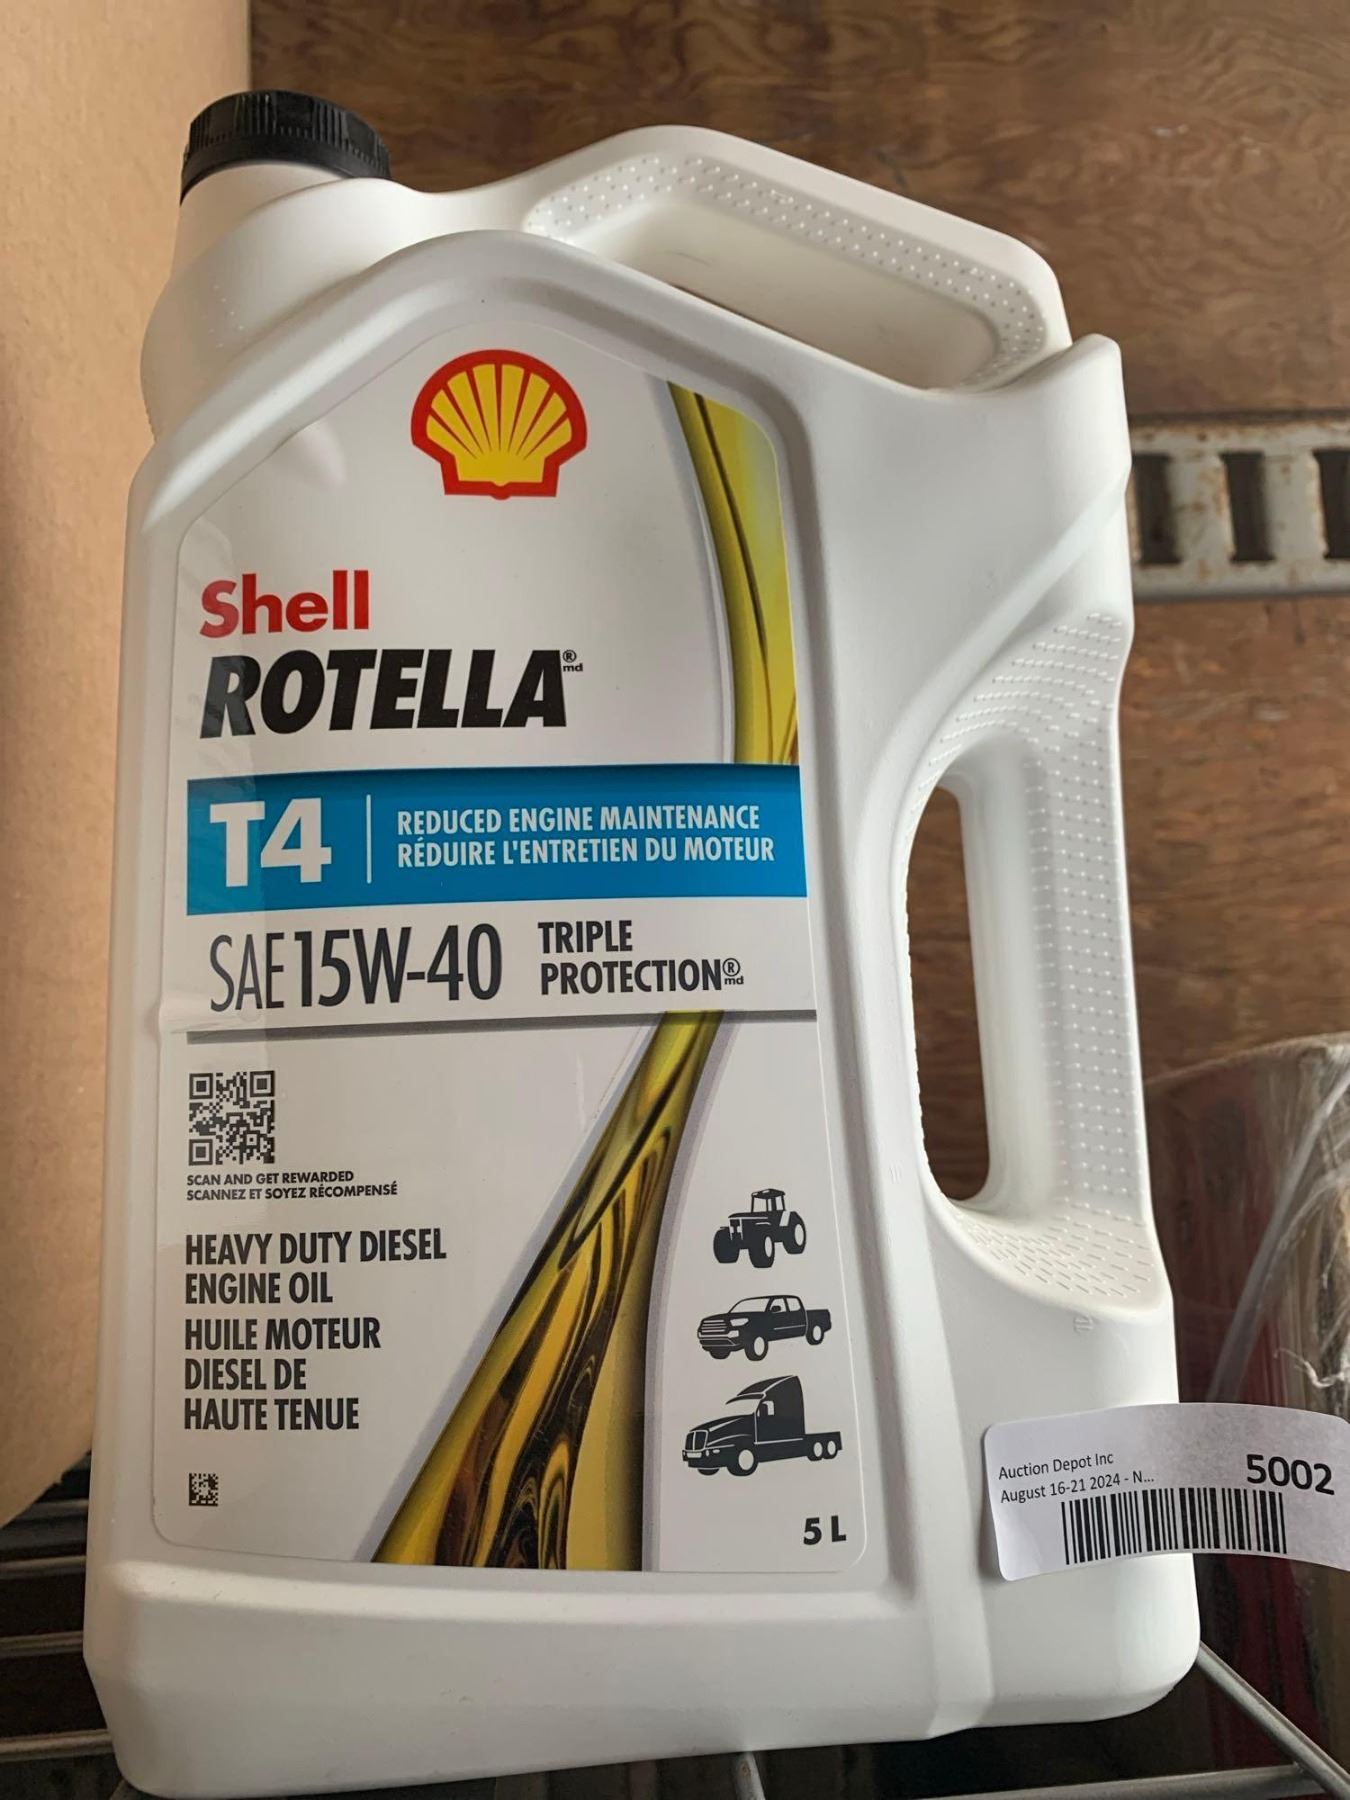 Shell
ROTELLA® md
T4
REDUCED ENGINE MAINTENANCE
RÉDUIRE L'ENTRETIEN DU MOTEUR
SAE 15W-40
TRIPLE
PROTECTION® md
SCAN AND GET REWARDED
SCANNEZ ET SOYEZ RÉCOMPENSÉ
HEAVY DUTY DIESEL
ENGINE OIL
HUILE MOTEUR
DIESEL DE
HAUTE TENUE
5 L
Auction Depot Inc
August 16-21 2024 - N...
5002